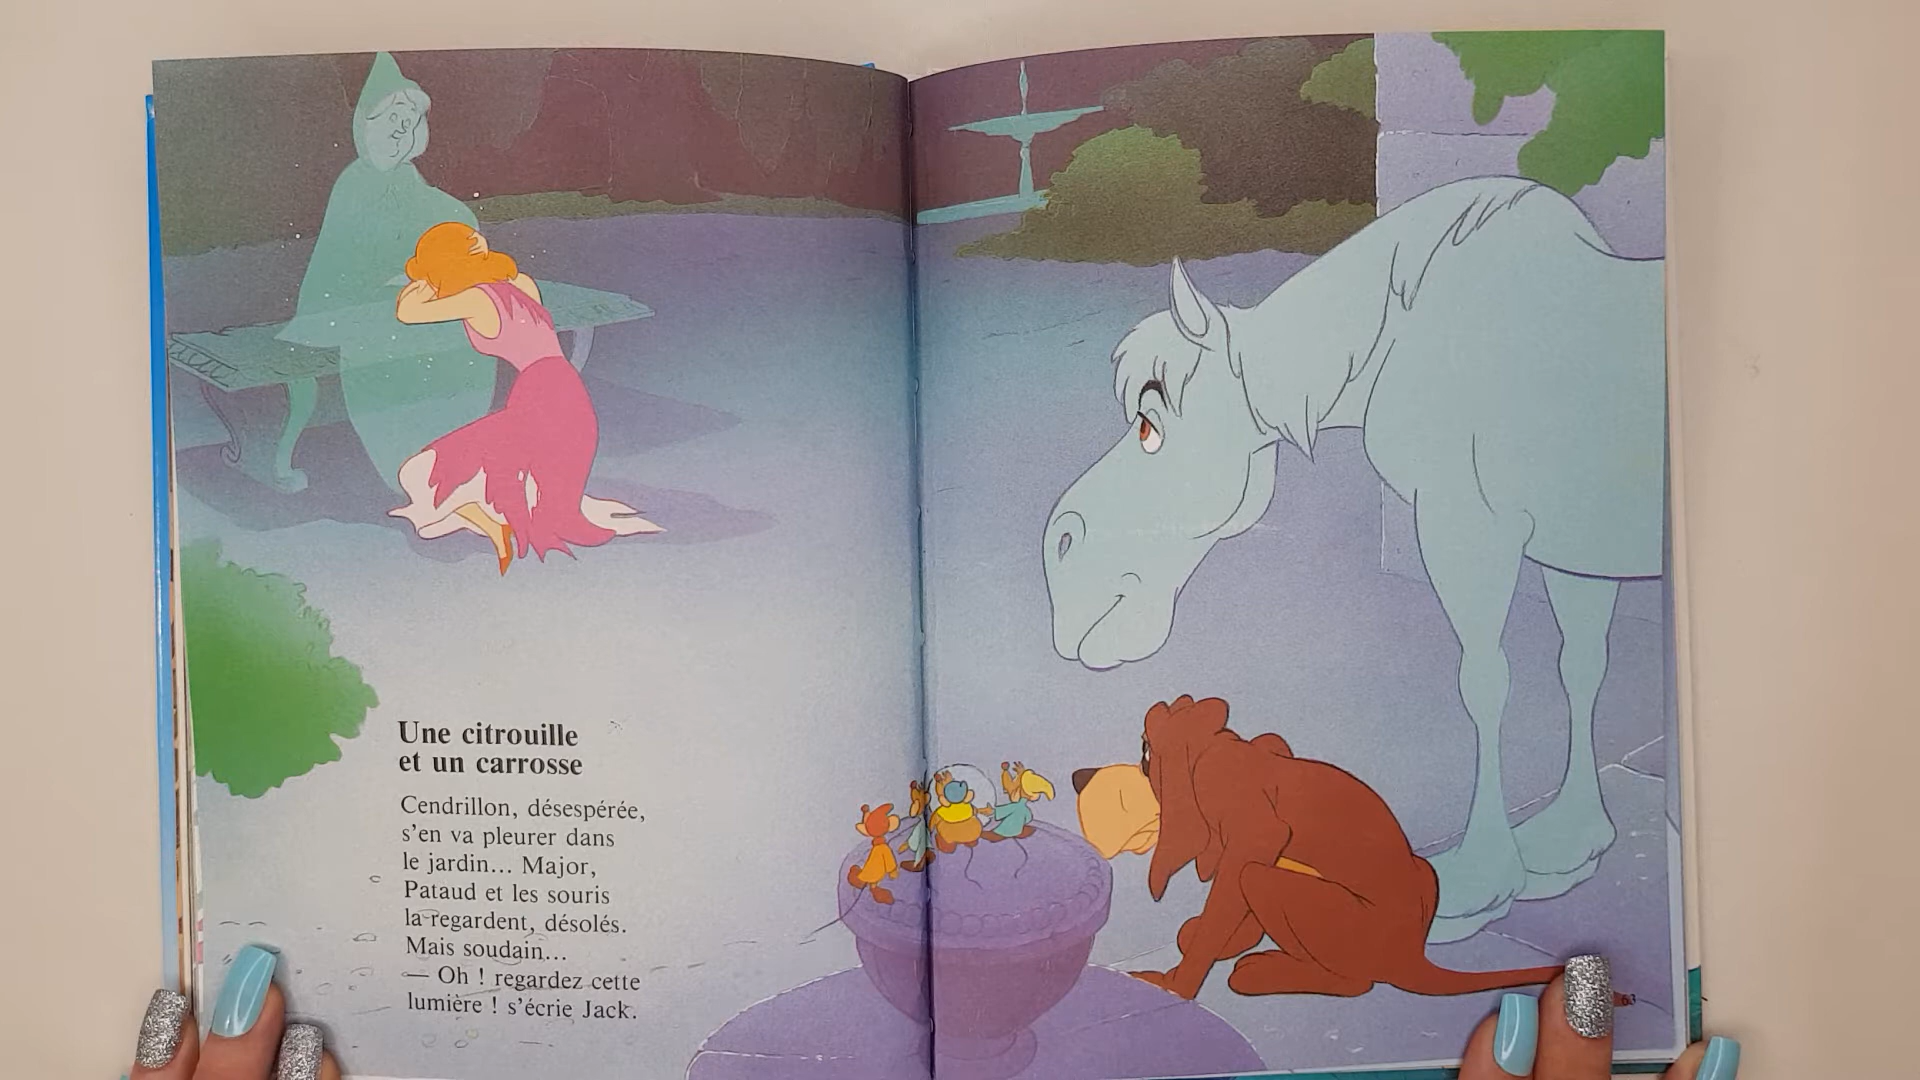 Une citrouille
et un carrosse
Cendrillon, désespérée,
s'en va pleurer dans
le jardin... Major,
Pataud et les souris
la regardent, désolés.
Mais soudain...
— Oh ! regardez cette
lumière ! s'écrie Jack.
63